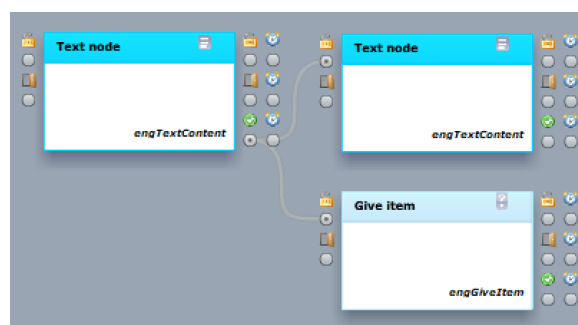 Text node
engTextContent
Text node
engTextContent
Give item
engGiveItem